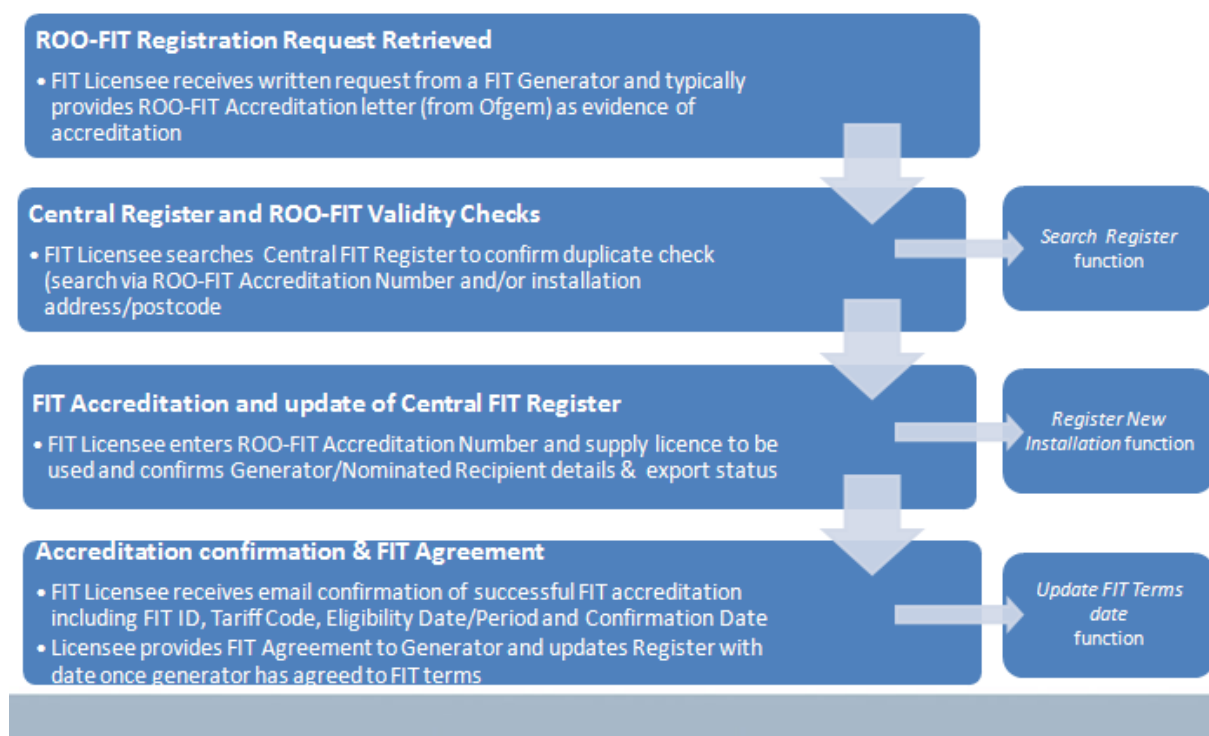 ROO-FIT Registration Request Retrieved
• FIT Licensee receives written request from a FIT Generator and typically
provides ROO-FIT Accreditation letter (from Ofgem) as evidence of
accreditation
Central Register and ROO-FIT Validity Checks
• FIT Licensee searches Central FIT Register to confirm duplicate check
(search via ROO-FIT Accreditation Number and/or installation
address/postcode
Search Register
function
FIT Accreditation and update of Central FIT Register
• FIT Licensee enters ROO-FIT Accreditation Number and supply licence to be
used and confirms Generator/Nominated Recipient details & export status
Register New
Installation function
Accreditation confirmation & FIT Agreement
• FIT Licensee receives email confirmation of successful FIT accreditation
including FIT ID, Tariff Code, Eligibility Date/Period and Confirmation Date
• Licensee provides FIT Agreement to Generator and updates Register with
date once generator has agreed to FIT terms
Update FIT Terms
date
function